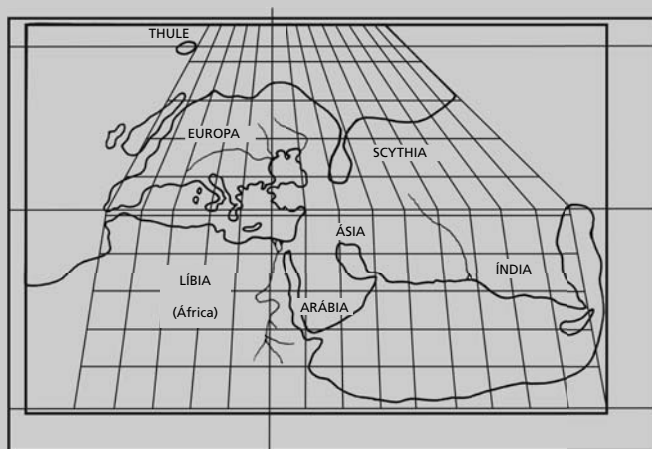 THULE
EUROPA
SCYTHIA
ÁSIA
LÍBIA
(África)
ÍNDIA
ARÁBIA